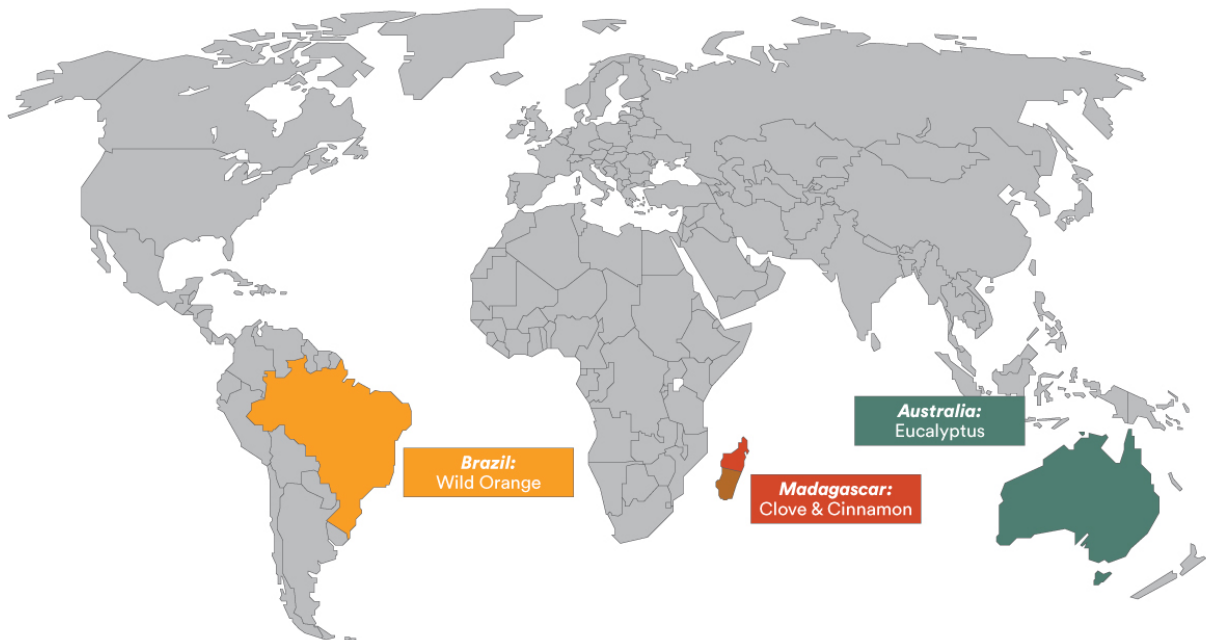 Brazil:
Wild Orange
Madagascar:
Clove & Cinnamon
Australia:
Eucalyptus